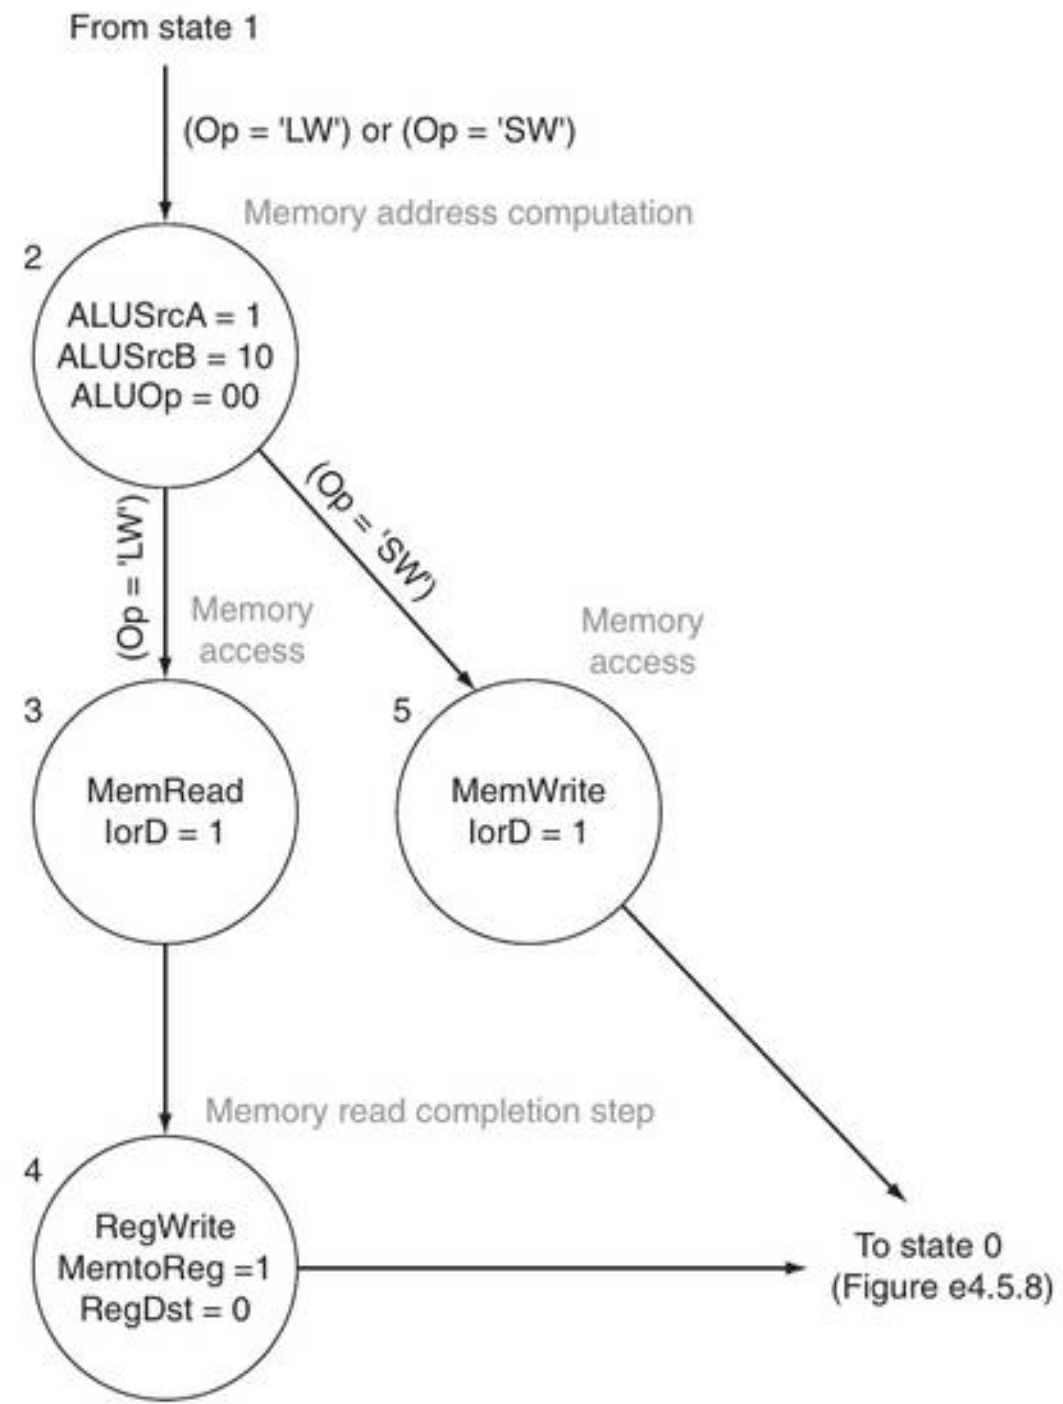 From state 1
(Op = 'LW') or (Op = 'SW')
Memory address computation
2
ALUSrcA = 1
ALUSrcB = 10
ALUOp = 00
(Op = 'LW')
(Op = 'SW')
Memory
access
Memory
access
3
MemRead
IorD = 1
5
MemWrite
IorD = 1
Memory read completion step
4
RegWrite
MemtoReg =1
RegDst = 0
To state 0
(Figure e4.5.8)